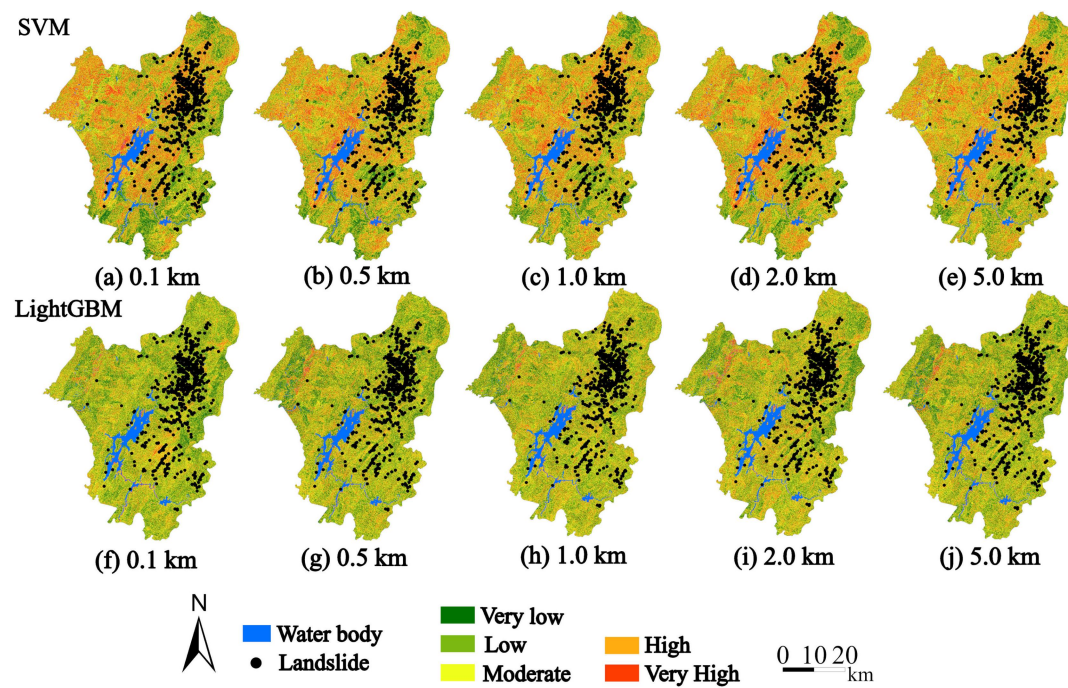 SVM
(a) 0.1 km
(b) 0.5 km
(c) 1.0 km
(d) 2.0 km
(e) 5.0 km
LightGBM
(f) 0.1 km
(g) 0.5 km
(h) 1.0 km
(i) 2.0 km
(j) 5.0 km
N
Water body
Landslide
Very low
Low
Moderate
High
Very High
0 10 20
km